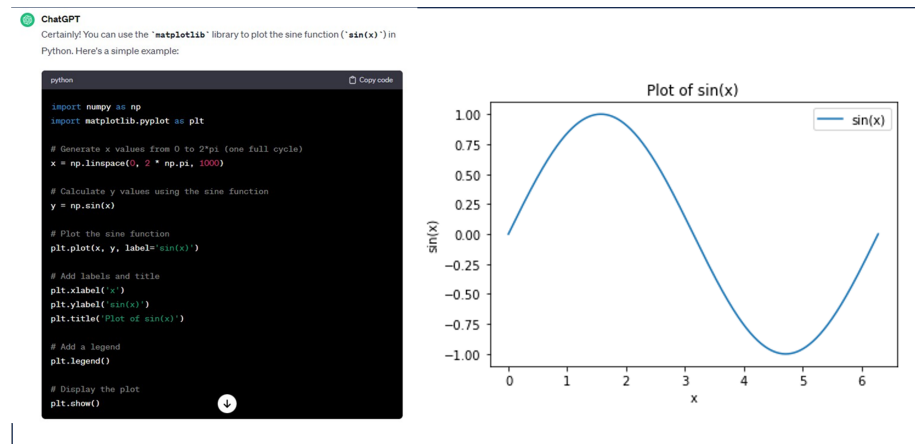 ChatGPT
Certainly! You can use the `matplotlib` library to plot the sine function (`sin(x)`) in
Python. Here's a simple example:
python
Copy code
import numpy as np
import matplotlib.pyplot as plt
# Generate x values from 0 to 2*pi (one full cycle)
x = np.linspace(0, 2 * np.pi, 1000)
# Calculate y values using the sine function
y = np.sin(x)
# Plot the sine function
plt.plot(x, y, label='sin(x)')
# Add labels and title
plt.xlabel('x')
plt.ylabel('sin(x)')
plt.title('Plot of sin(x)')
# Add a legend
plt.legend()
# Display the plot
plt.show()
Plot of sin(x)
sin(x)
1.00
0.75
0.50
0.25
0.00
−0.25
−0.50
−0.75
−1.00
sin(x)
0 1 2 3 4 5 6
x